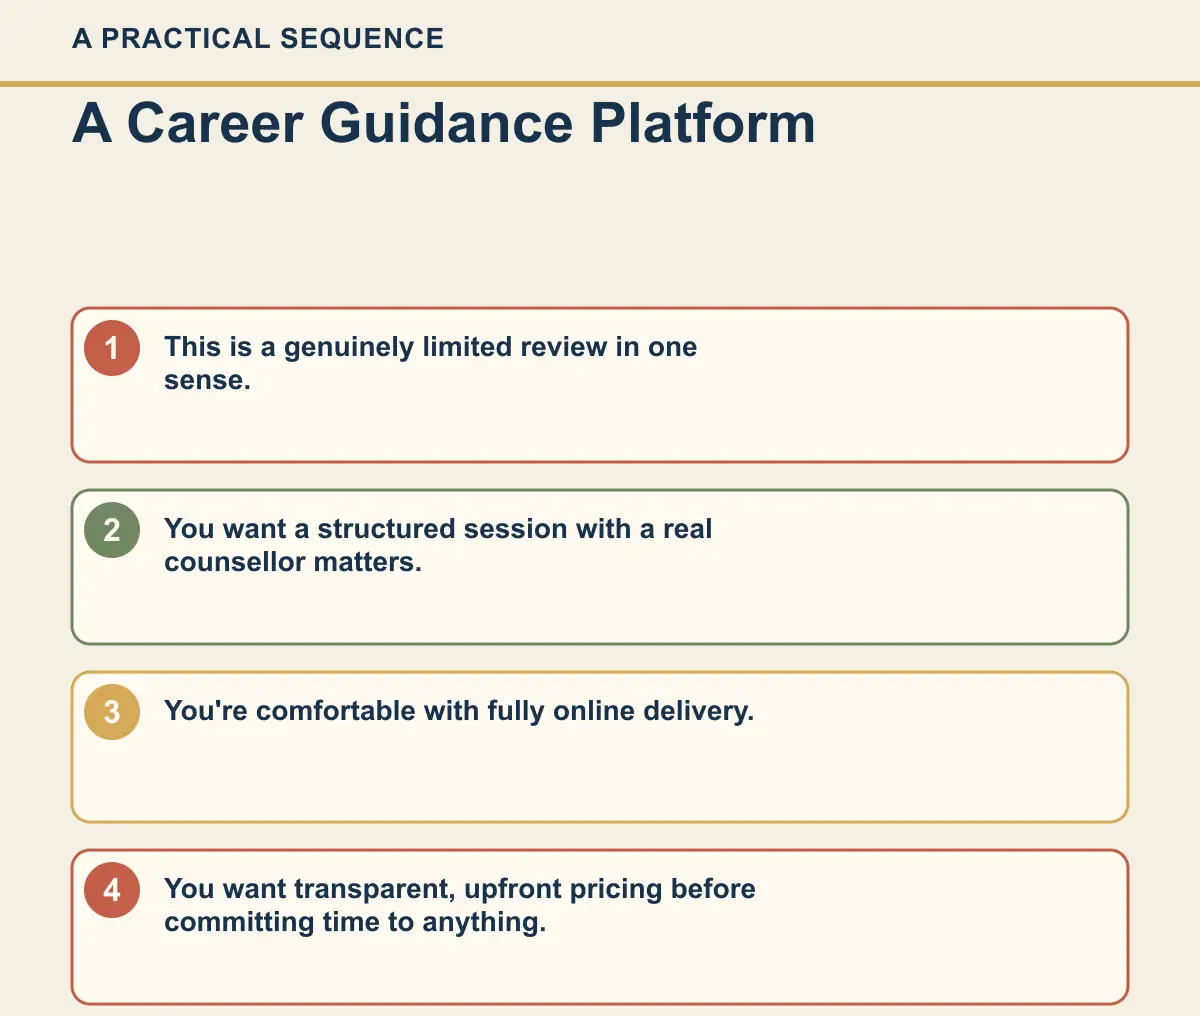 A PRACTICAL SEQUENCE
A Career Guidance Platform
1
This is a genuinely limited review in one
sense.
2
You want a structured session with a real
counsellor matters.
3
You're comfortable with fully online delivery.
4
You want transparent, upfront pricing before
committing time to anything.